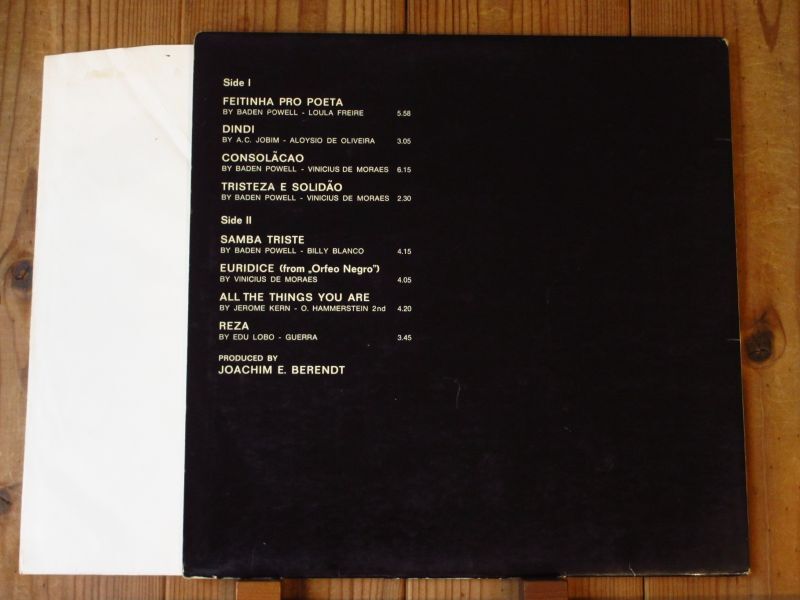 Side I
FEITINHA PRO POETA
BY BADEN POWELL - LOULA FREIRE 5.58
DINDI
BY A.C. JOBIM - ALOYSIO DE OLIVEIRA 3.05
CONSOLÃCAO
BY BADEN POWELL - VINICIUS DE MORAES 6.15
TRISTEZA E SOLIDÃO
BY BADEN POWELL - VINICIUS DE MORAES 2.30
Side II
SAMBA TRISTE
BY BADEN POWELL - BILLY BLANCO 4.15
EURIDICE (from „Orfeo Negro")
BY VINICIUS DE MORAES 4.05
ALL THE THINGS YOU ARE
BY JEROME KERN - O. HAMMERSTEIN 2nd 4.20
REZA
BY EDU LOBO - GUERRA 3.45
PRODUCED BY
JOACHIM E. BERENDT